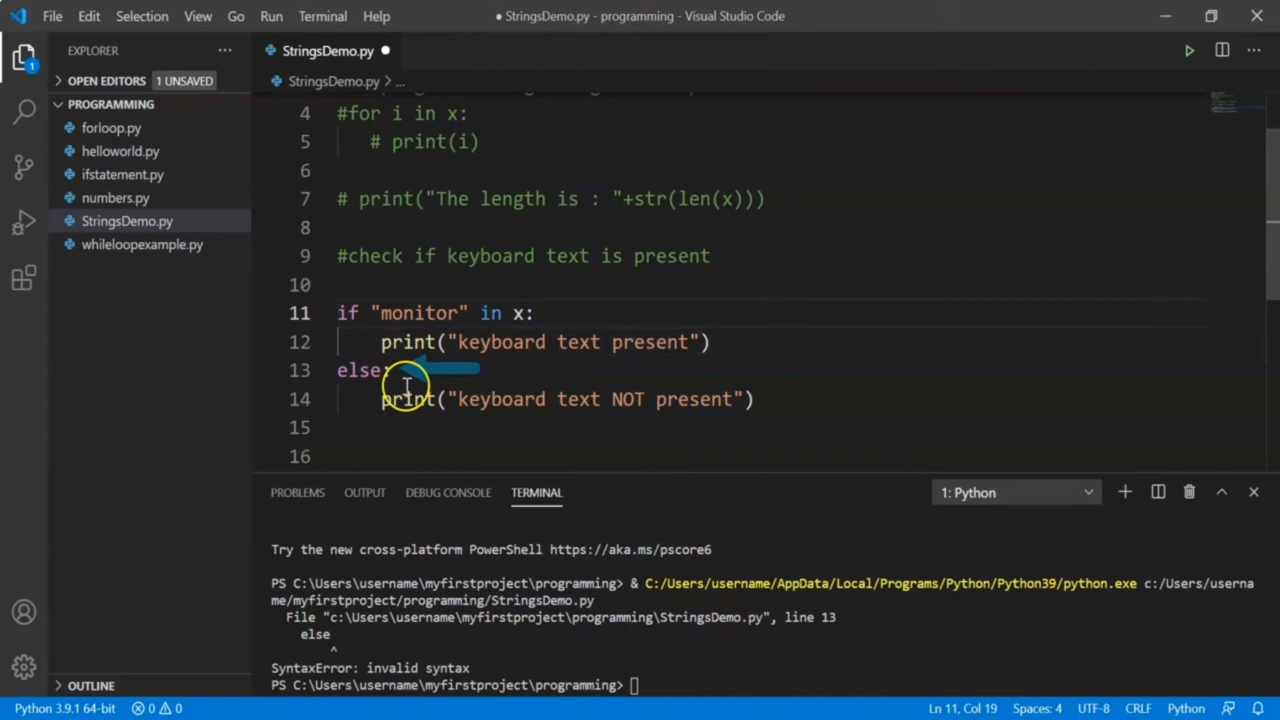 File Edit Selection View Go Run Terminal Help ● StringsDemo.py - programming - Visual Studio Code
EXPLORER ···
StringsDemo.py ●
OPEN EDITORS 1 UNSAVED
StringsDemo.py > ...
PROGRAMMING
forloop.py
helloworld.py
ifstatement.py
numbers.py
StringsDemo.py
whileloopexample.py
OUTLINE
4 #for i in x:
5 # print(i)
6
7 # print("The length is : "+str(len(x)))
8
9 #check if keyboard text is present
10
11 if "monitor" in x:
12 print("keyboard text present")
13 else:
14 print("keyboard text NOT present")
15
16
PROBLEMS OUTPUT DEBUG CONSOLE TERMINAL 1: Python
Try the new cross-platform PowerShell https://aka.ms/pscore6
PS C:\Users\username\myfirstproject\programming> & C:/Users/username/AppData/Local/Programs/Python/Python39/python.exe c:/Users/userna
me/myfirstproject/programming/StringsDemo.py
File "c:\Users\username\myfirstproject\programming\StringsDemo.py", line 13
else
^
SyntaxError: invalid syntax
PS C:\Users\username\myfirstproject\programming>
Python 3.9.1 64-bit 0 0 Ln 11, Col 19 Spaces: 4 UTF-8 CRLF Python
1